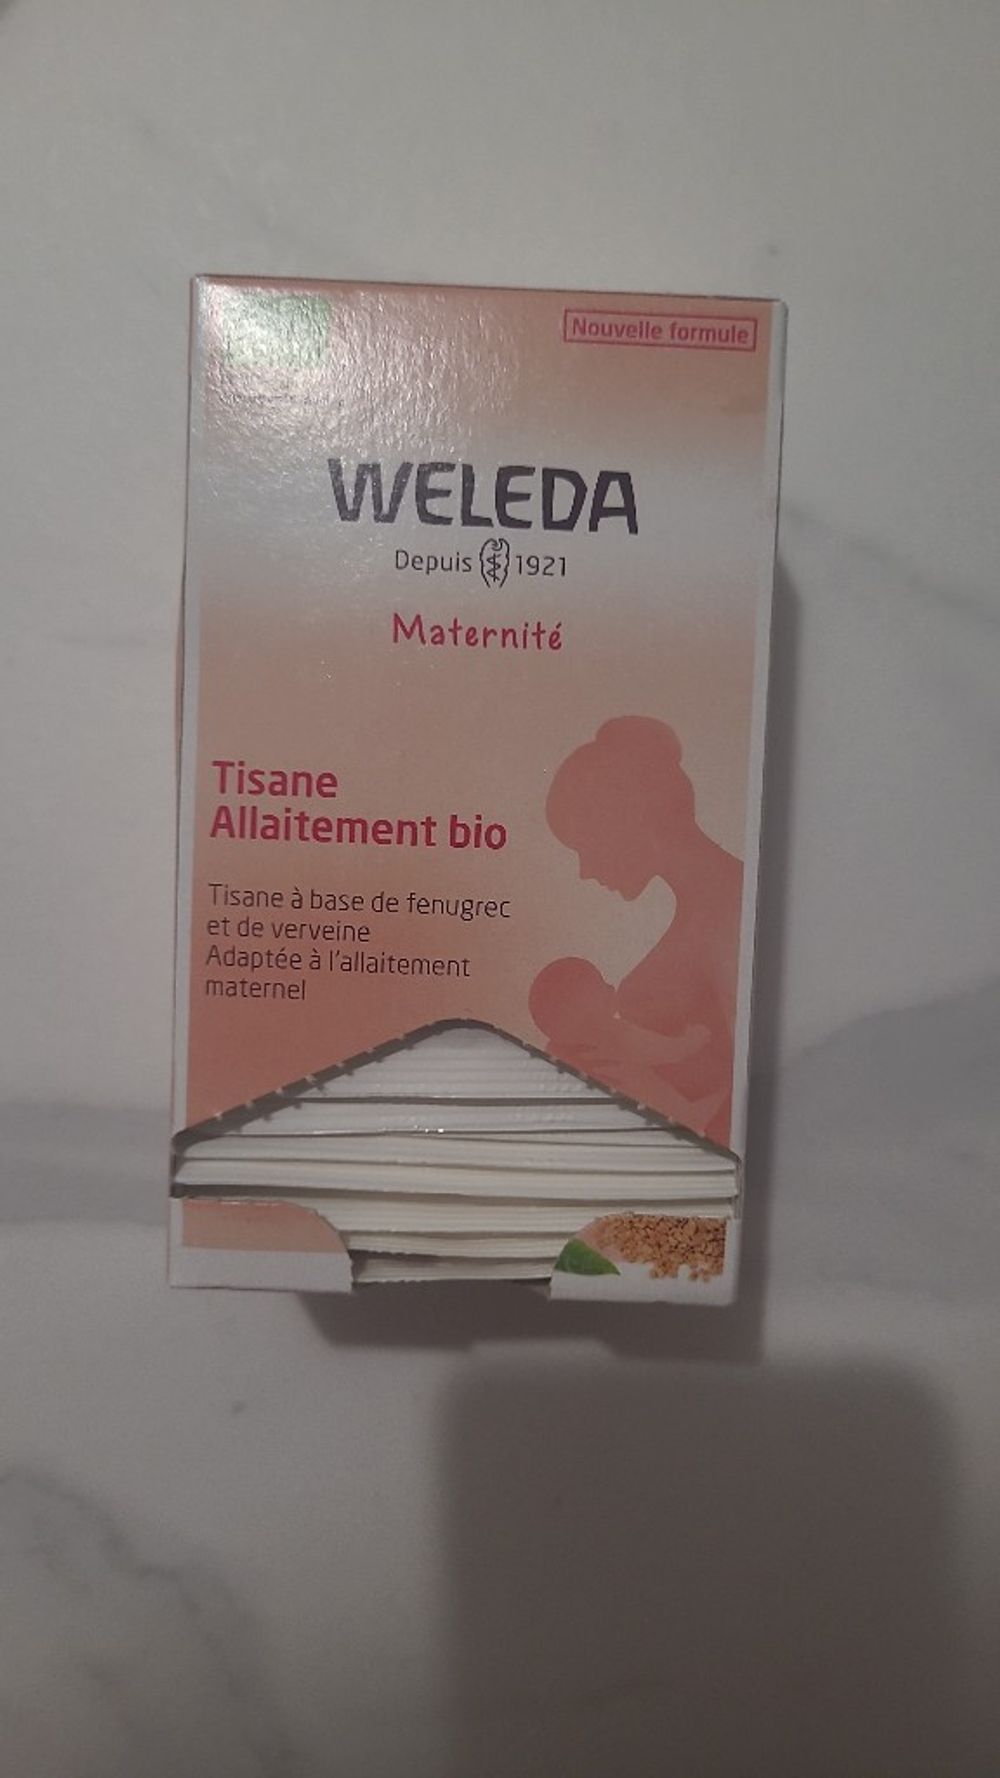 Nouvelle formule
WELEDA
Depuis 1921
Maternité
Tisane
Allaitement bio
Tisane à base de fenugrec
et de verveine
Adaptée à l'allaitement
maternel